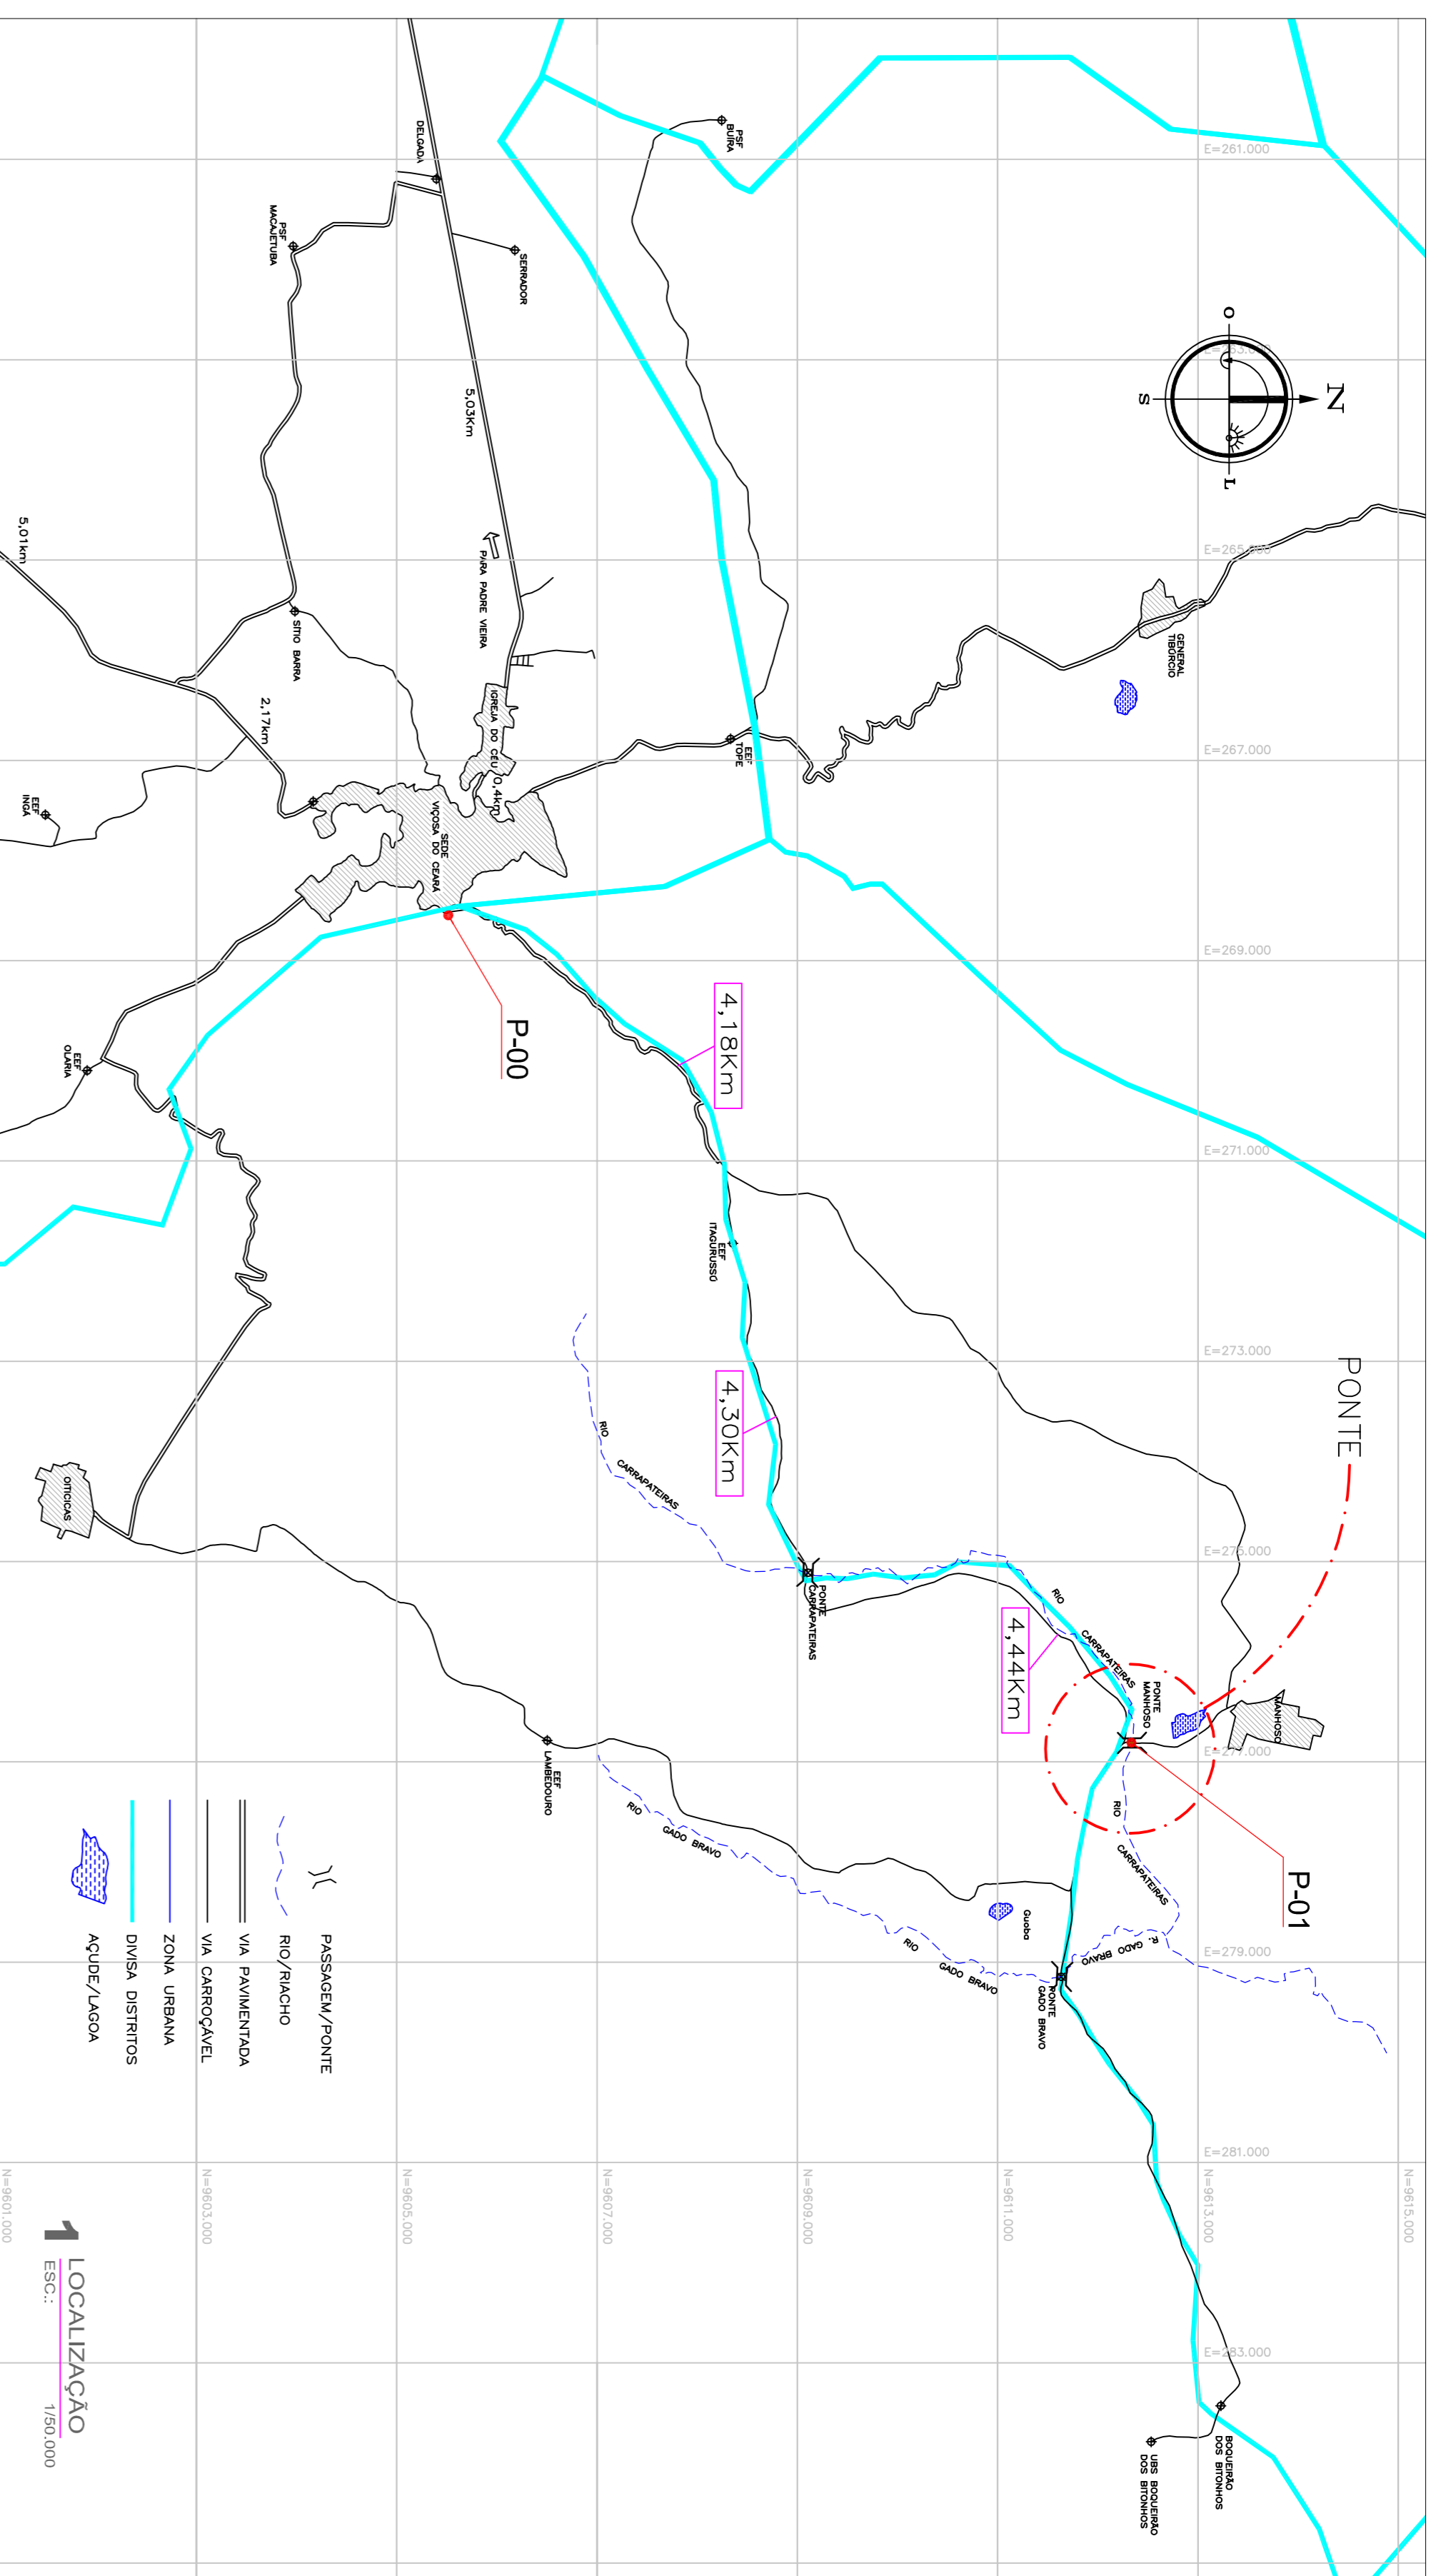 E=261.000
E=265.000
E=267.000
E=269.000
E=271.000
E=273.000
E=275.000
E=277.000
E=279.000
E=281.000
E=283.000
N=9601.000
N=9603.000
N=9605.000
N=9607.000
N=9609.000
N=9611.000
N=9613.000
N=9615.000
N
S
O
L
PSF
BUÍRA
DELGADA
PSF
MACAJETUBA
SERRADOR
5,03Km
5,01km
PARA PADRE VIEIRA
GENERAL
TIBÚRCIO
SÍTIO BARRA
2,17km
IGREJA DO CÉU
0,4km
EEF
TOPE
EEF
INGÁ
SEDE
VIÇOSA DO CEARÁ
P-00
4,18Km
EEF
OLARIA
EEF
ITAGURUSSÚ
4,30Km
PONTE
RIO
CARRAPATEIRAS
OITICICAS
PONTE
CARRAPATEIRAS
RIO
CARRAPATEIRAS
4,44Km
PONTE
MANHOSO
MANHOSO
P-01
RIO
CARRAPATEIRAS
EEF
LAMBEDOURO
RIO
GADO BRAVO
RIO
GADO BRAVO
Guaba
R. GADO BRAVO
PONTE
GADO BRAVO
BOQUEIRÃO
DOS BITONHOS
UBS BOQUEIRÃO
DOS BITONHOS
PASSAGEM/PONTE
RIO/RIACHO
VIA PAVIMENTADA
VIA CARROÇÁVEL
ZONA URBANA
DIVISA DISTRITOS
AÇUDE/LAGOA
1 LOCALIZAÇÃO
ESC.: 1/50.000